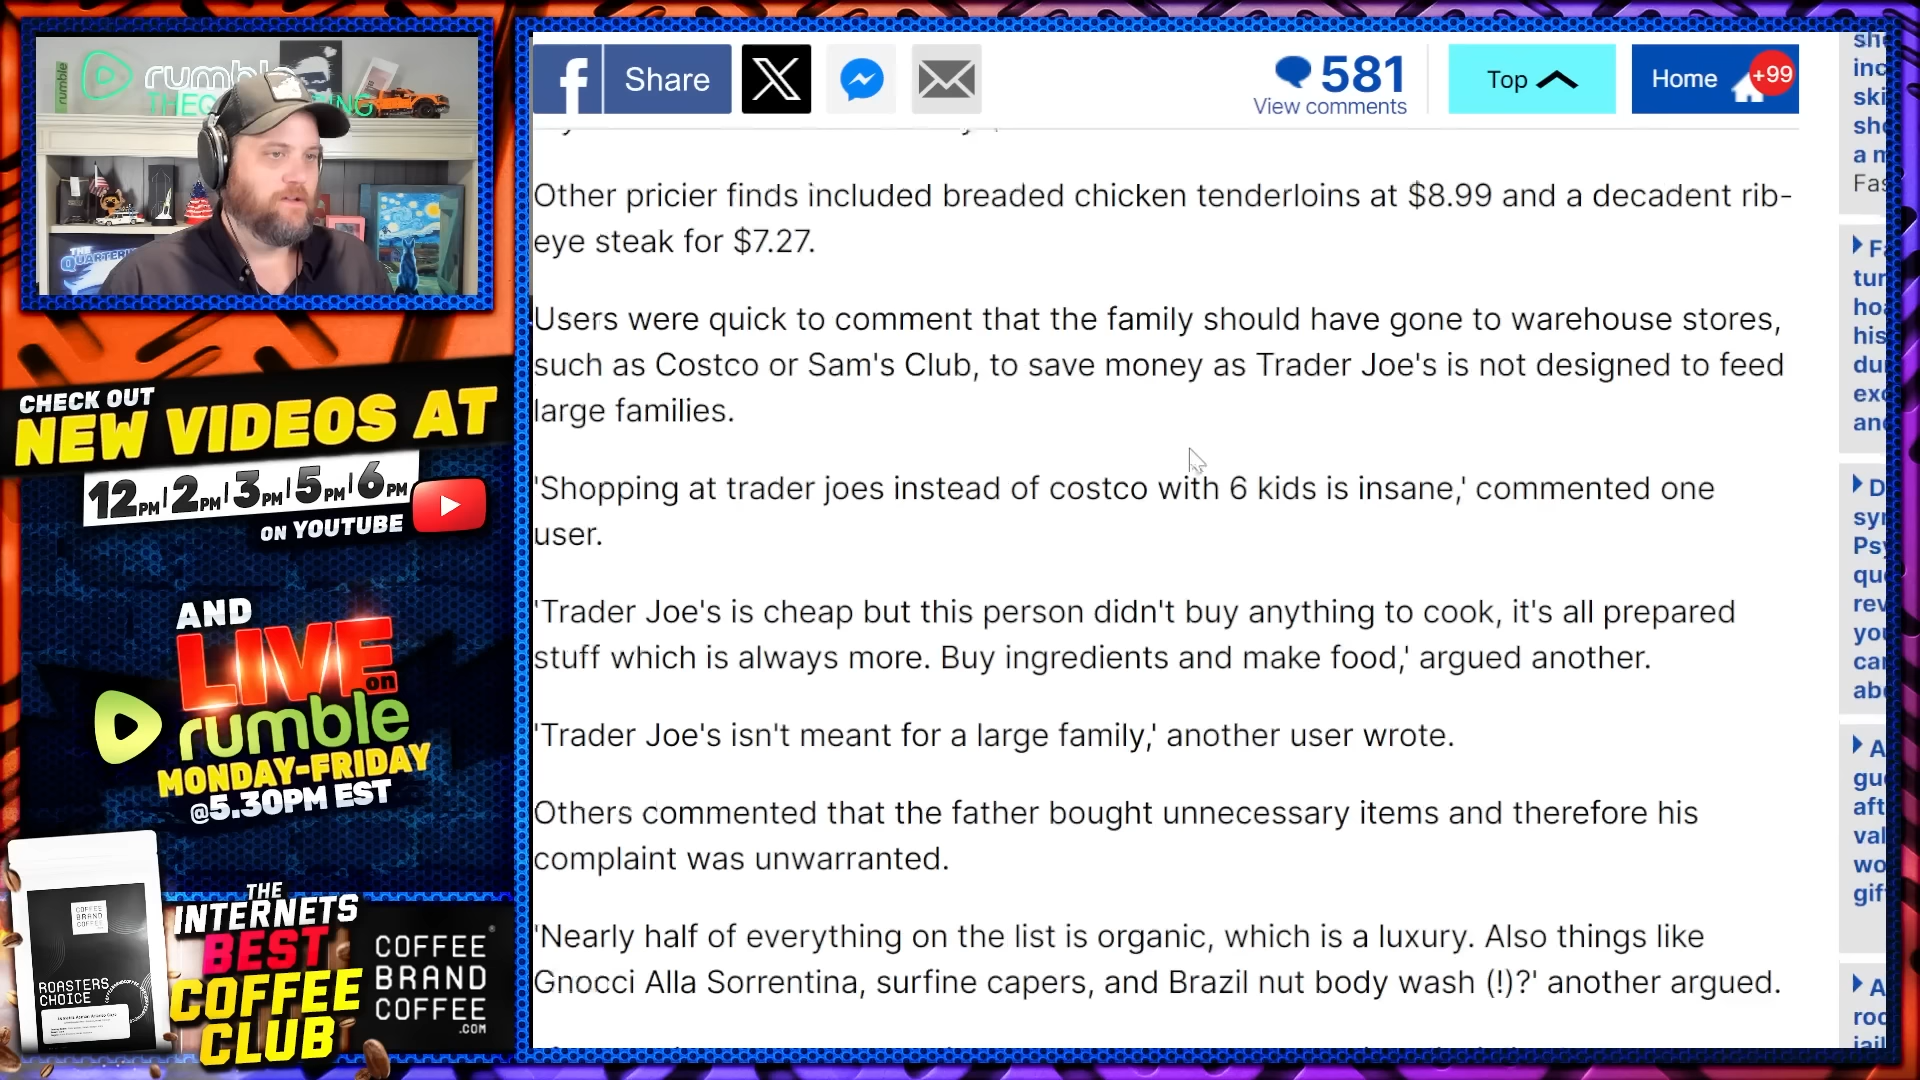 rumble
rumble
THE
QUARTERING
CHECK OUT
NEW VIDEOS AT
12PM | 2PM | 3PM | 5PM | 6PM
ON YOUTUBE
AND
LIVE
on
rumble
MONDAY-FRIDAY
@5.30PM EST
THE
INTERNETS
BEST
COFFEE
CLUB
COFFEE
BRAND
COFFEE
ROASTERS
CHOICE
COFFEE
BRAND
COFFEE
.COM
Share
581
View comments
Top
Home
+99
Other pricier finds included breaded chicken tenderloins at $8.99 and a decadent rib-
eye steak for $7.27.
Users were quick to comment that the family should have gone to warehouse stores,
such as Costco or Sam's Club, to save money as Trader Joe's is not designed to feed
large families.
'Shopping at trader joes instead of costco with 6 kids is insane,' commented one
user.
'Trader Joe's is cheap but this person didn't buy anything to cook, it's all prepared
stuff which is always more. Buy ingredients and make food,' argued another.
'Trader Joe's isn't meant for a large family,' another user wrote.
Others commented that the father bought unnecessary items and therefore his
complaint was unwarranted.
'Nearly half of everything on the list is organic, which is a luxury. Also things like
Gnocci Alla Sorrentina, surfine capers, and Brazil nut body wash (!)?' another argued.